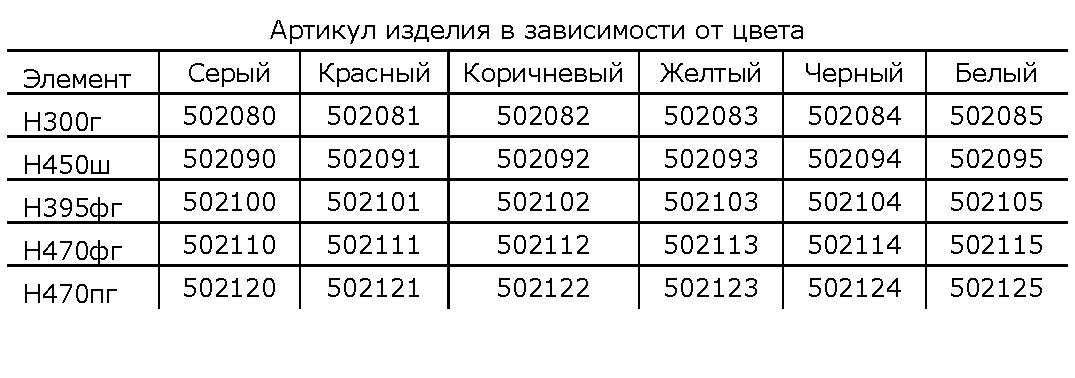 Артикул изделия в зависимости от цвета
Элемент Серый Красный Коричневый Желтый Черный Белый
Н300г 502080 502081 502082 502083 502084 502085
Н450ш 502090 502091 502092 502093 502094 502095
Н395фг 502100 502101 502102 502103 502104 502105
Н470фг 502110 502111 502112 502113 502114 502115
Н470пг 502120 502121 502122 502123 502124 502125